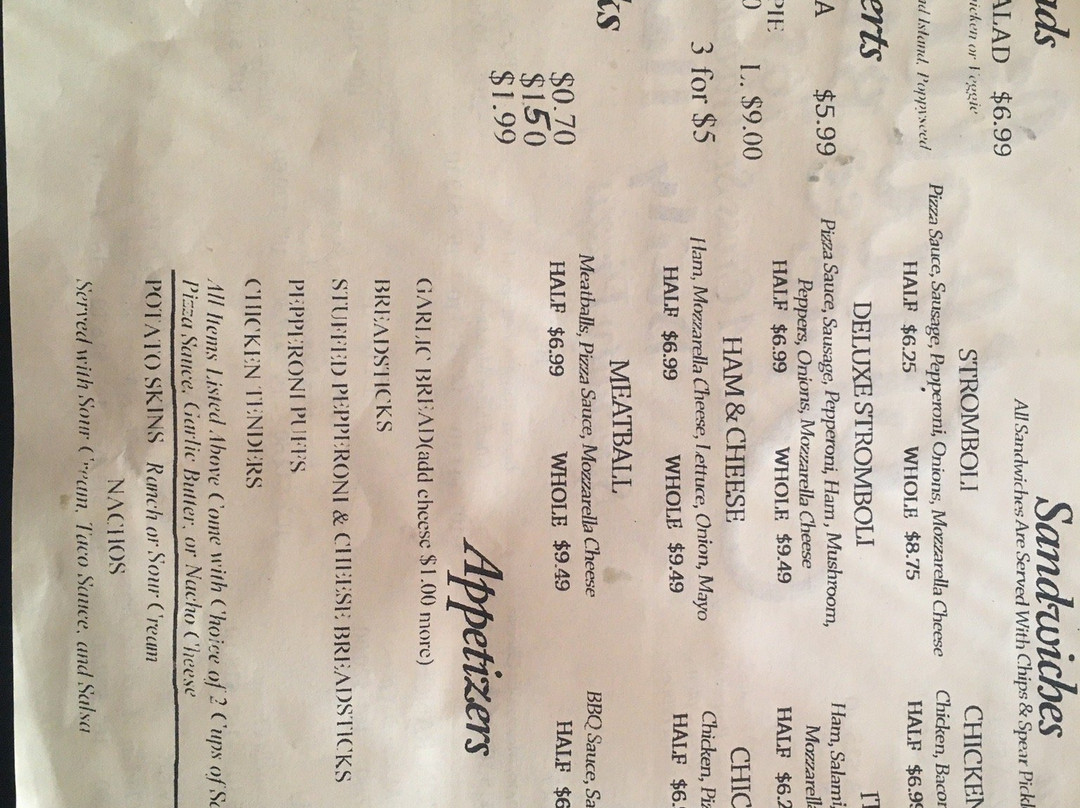 ads
ALAD $6.99
icken or Veggie
nd Island, Poppyseed
erts
A $5.99
PIE
0 L. $9.00
3 for $5
ks
$0.70
$1.50
$1.99
Sandwiches
All Sandwiches Are Served With Chips & Spear Pickl
STROMBOLI
Pizza Sauce, Sausage, Pepperoni, Onions, Mozzarella Cheese
HALF $6.25 WHOLE $8.75
DELUXE STROMBOLI
Pizza Sauce, Sausage, Pepperoni, Ham, Mushroom,
Peppers, Onions, Mozzarella Cheese
HALF $6.99 WHOLE $9.49
HAM & CHEESE
Ham, Mozzarella Cheese, Lettuce, Onion, Mayo
HALF $6.99 WHOLE $9.49
MEATBALL
Meatballs, Pizza Sauce, Mozzarella Cheese
HALF $6.99 WHOLE $9.49
CHICKEN
Chicken, Baco
HALF $6.99
Ham, Salami
Mozzarell
HALF $6.2
CHIC
Chicken, Piz
HALF $6.
BBQ Sauce, Sa
HALF $6
Appetizers
GARLIC BREAD(add cheese $1.00 more)
BREADSTICKS
STUFFED PEPPERONI & CHEESE BREADSTICKS
PEPPERONI PUFFS
CHICKEN TENDERS
All Items Listed Above Come with Choice of 2 Cups of Sa
Pizza Sauce, Garlic Butter, or Nacho Cheese
POTATO SKINS Ranch or Sour Cream
NACHOS
Served with Sour Cream, Taco Sauce, and Salsa